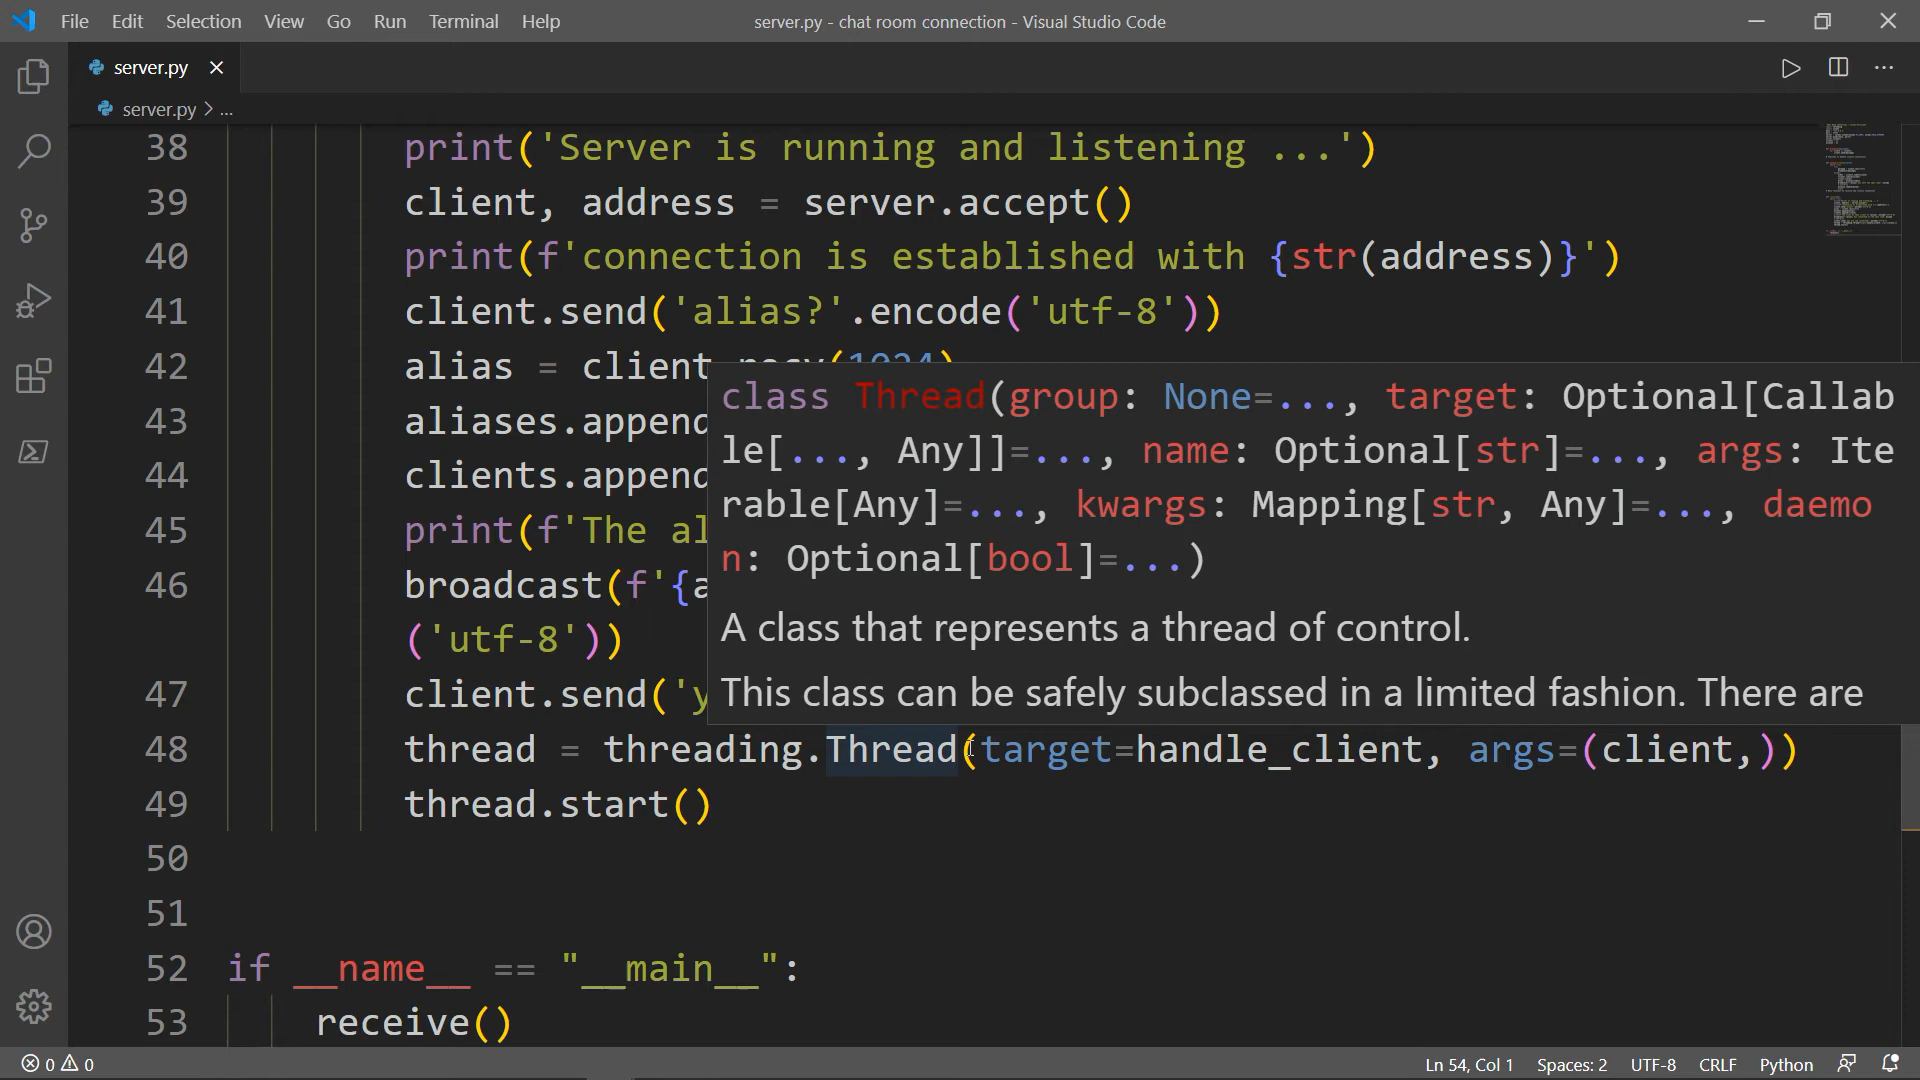 File Edit Selection View Go Run Terminal Help
server.py - chat room connection - Visual Studio Code
server.py
server.py > ...
38 print('Server is running and listening ...')
39 client, address = server.accept()
40 print(f'connection is established with {str(address)}')
41 client.send('alias?'.encode('utf-8'))
42 alias = client.recv(1024)
43 aliases.append
44 clients.append
45 print(f'The al
46 broadcast(f'{a
('utf-8'))
47 client.send('y
class Thread(group: None=..., target: Optional[Callab
le[..., Any]]=..., name: Optional[str]=..., args: Ite
rable[Any]=..., kwargs: Mapping[str, Any]=..., daemo
n: Optional[bool]=...)
A class that represents a thread of control.
This class can be safely subclassed in a limited fashion. There are
48 thread = threading.Thread(target=handle_client, args=(client,))
49 thread.start()
50
51
52 if __name__ == "__main__":
53 receive()
0 0
Ln 54, Col 1 Spaces: 2 UTF-8 CRLF Python